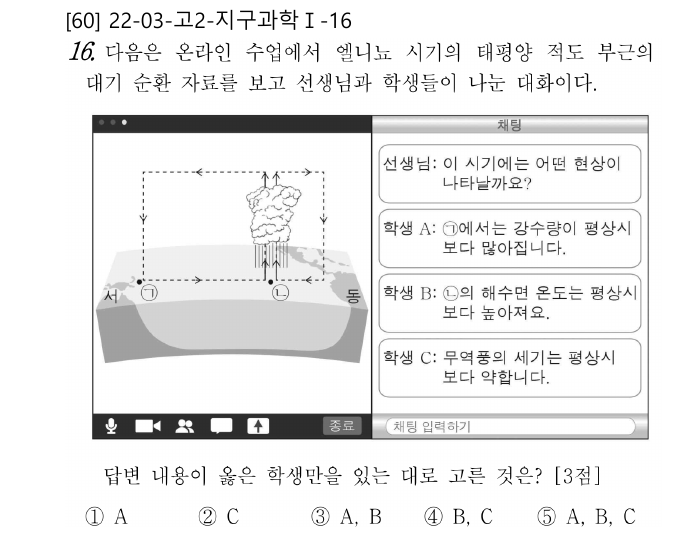 [60] 22-03-고2-지구과학Ⅰ-16
16. 다음은 온라인 수업에서 엘니뇨 시기의 태평양 적도 부근의
대기 순환 자료를 보고 선생님과 학생들이 나눈 대화이다.
채팅
선생님: 이 시기에는 어떤 현상이
나타날까요?
학생 A: ㉠에서는 강수량이 평상시
보다 많아집니다.
학생 B: ㉡의 해수면 온도는 평상시
보다 높아져요.
학생 C: 무역풍의 세기는 평상시
보다 약합니다.
서 ㉠ ㉡ 동
종료
채팅 입력하기
답변 내용이 옳은 학생만을 있는 대로 고른 것은? [3점]
① A ② C ③ A, B ④ B, C ⑤ A, B, C